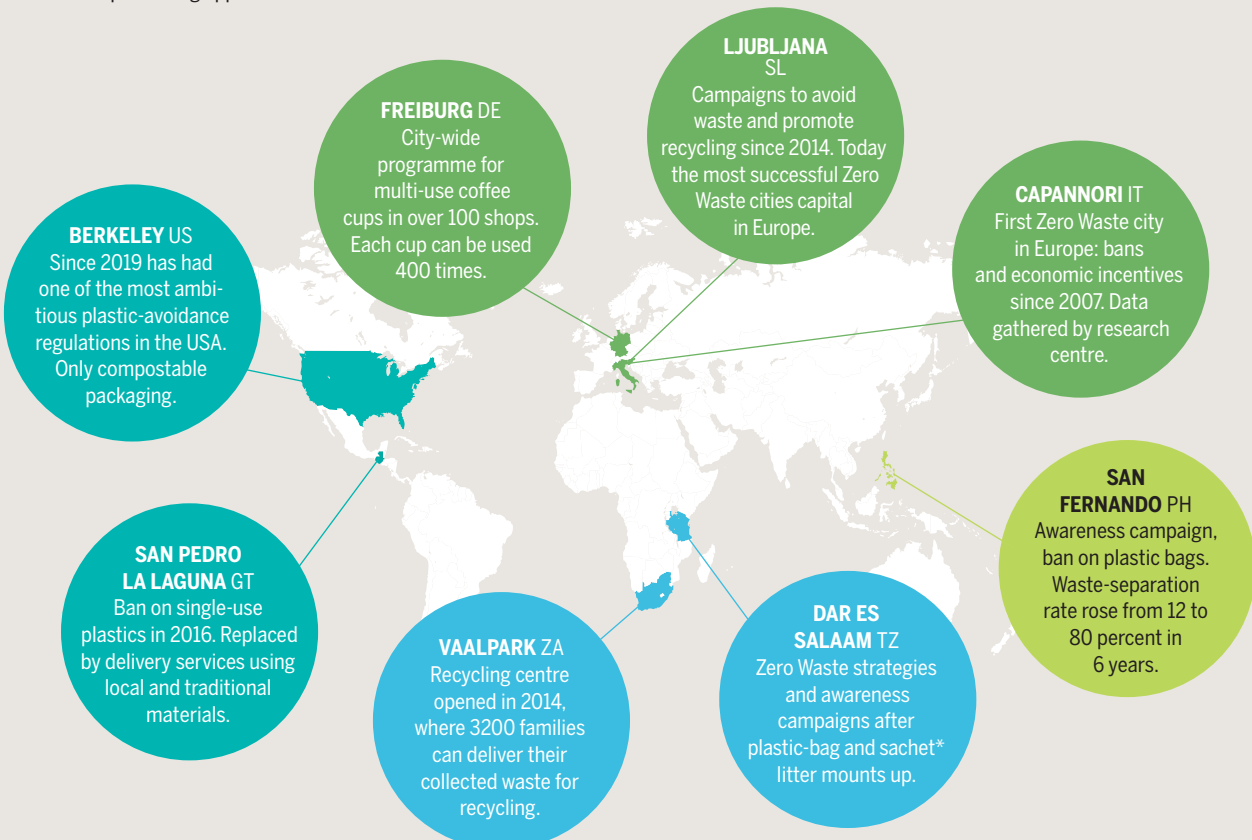 FREIBURG DE
City-wide
programme for
multi-use coffee
cups in over 100 shops.
Each cup can be used
400 times.
LJUBLJANA
SL
Campaigns to avoid
waste and promote
recycling since 2014. Today
the most successful Zero
Waste cities capital
in Europe.
CAPANNORI IT
First Zero Waste city
in Europe: bans
and economic incentives
since 2007. Data
gathered by research
centre.
BERKELEY US
Since 2019 has had
one of the most ambi-
tious plastic-avoidance
regulations in the USA.
Only compostable
packaging.
SAN PEDRO
LA LAGUNA GT
Ban on single-use
plastics in 2016. Replaced
by delivery services using
local and traditional
materials.
VAALPARK ZA
Recycling centre
opened in 2014,
where 3200 families
can deliver their
collected waste for
recycling.
DAR ES
SALAAM TZ
Zero Waste strategies
and awareness
campaigns after
plastic-bag and sachet*
litter mounts up.
SAN
FERNANDO PH
Awareness campaign,
ban on plastic bags.
Waste-separation
rate rose from 12 to
80 percent in
6 years.